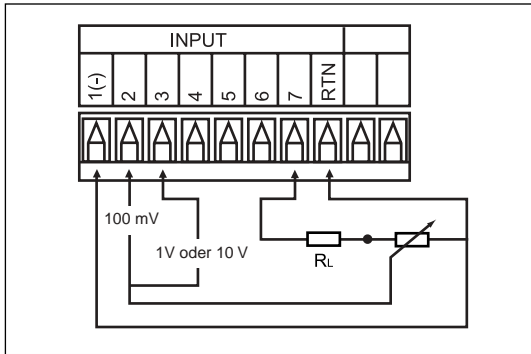 INPUT
1(-) 2 3 4 5 6 7 RTN
100 mV
1V oder 10 V
RL